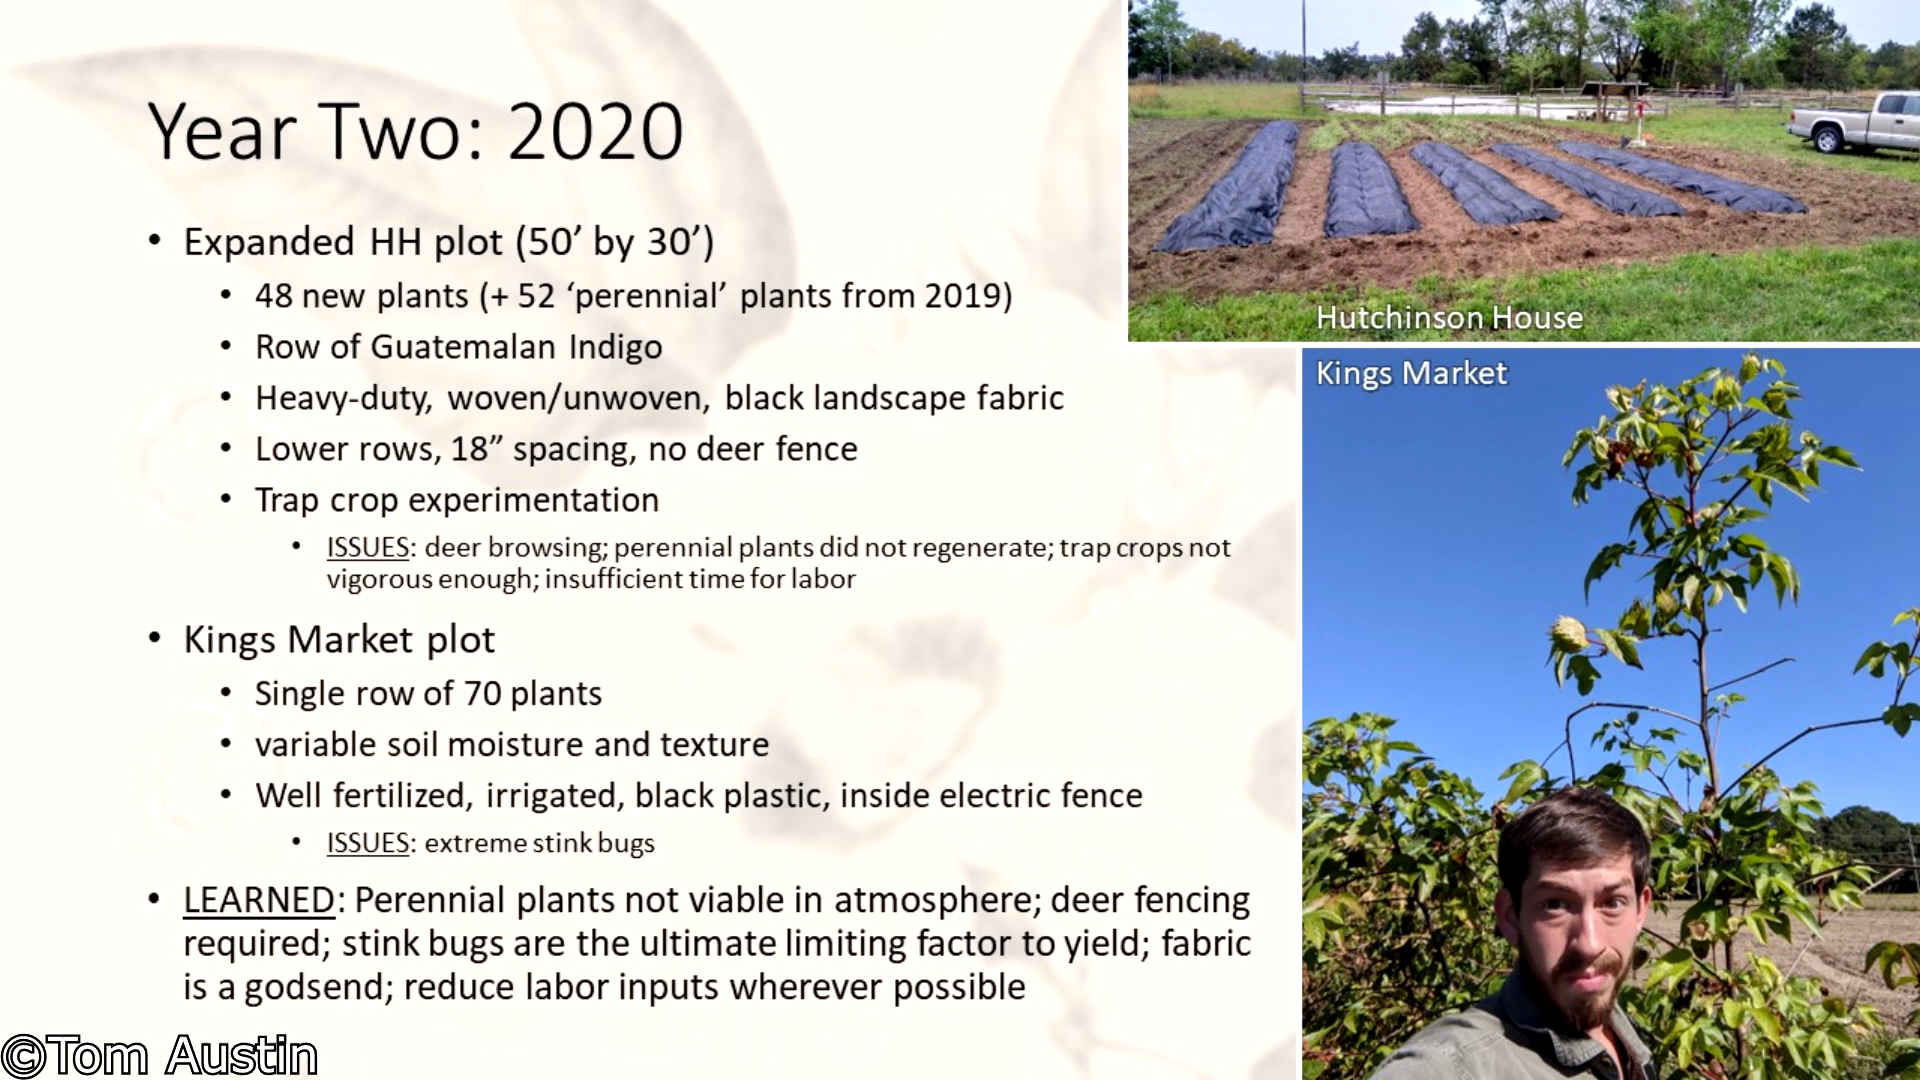 Year Two: 2020
• Expanded HH plot (50’ by 30’)
• 48 new plants (+ 52 ‘perennial’ plants from 2019)
• Row of Guatemalan Indigo
• Heavy-duty, woven/unwoven, black landscape fabric
• Lower rows, 18” spacing, no deer fence
• Trap crop experimentation
• ISSUES: deer browsing; perennial plants did not regenerate; trap crops not
vigorous enough; insufficient time for labor
• Kings Market plot
• Single row of 70 plants
• variable soil moisture and texture
• Well fertilized, irrigated, black plastic, inside electric fence
• ISSUES: extreme stink bugs
• LEARNED: Perennial plants not viable in atmosphere; deer fencing
required; stink bugs are the ultimate limiting factor to yield; fabric
is a godsend; reduce labor inputs wherever possible
Hutchinson House
Kings Market
©Tom Austin